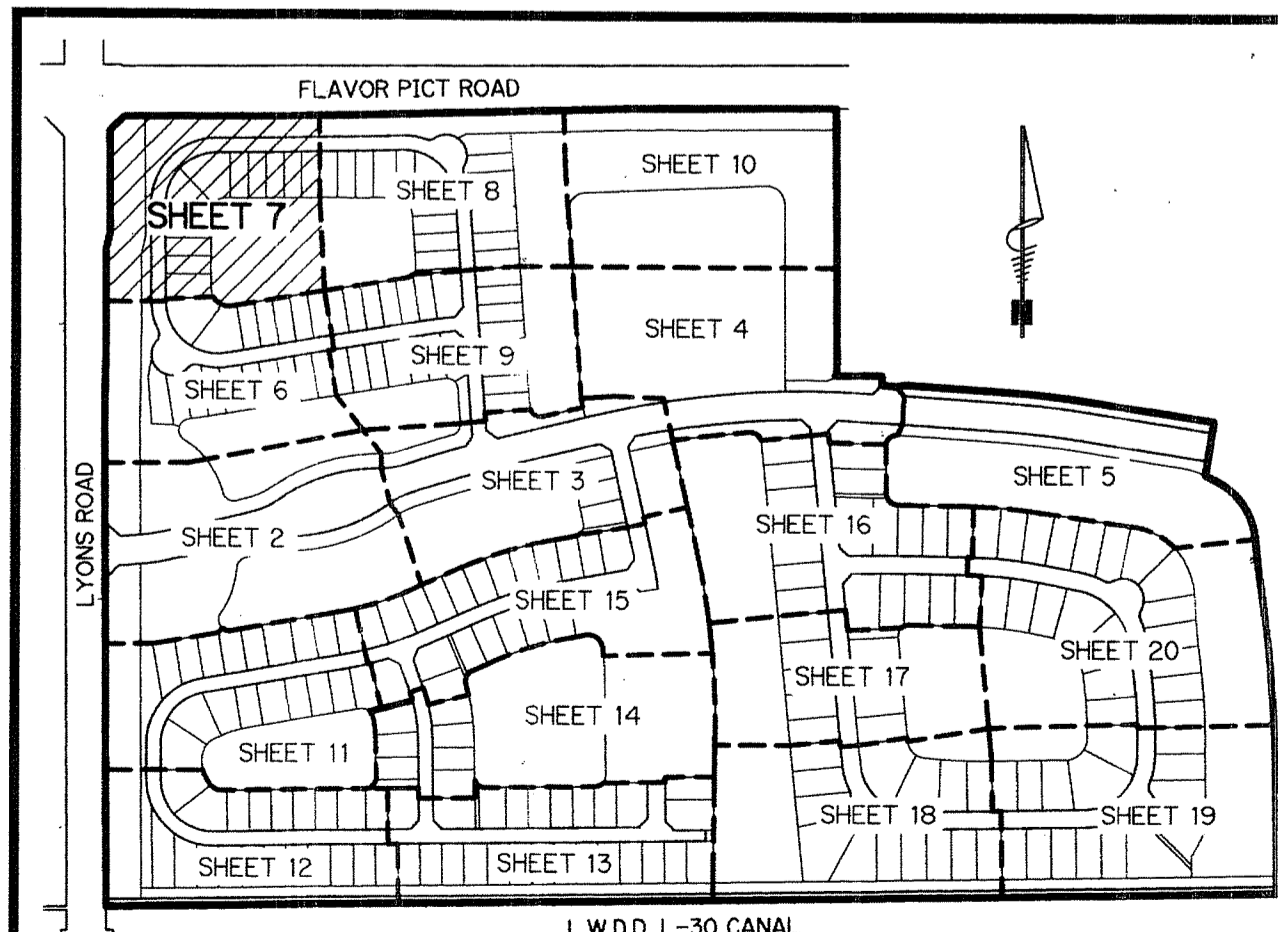 FLAVOR PICT ROAD
SHEET 10
SHEET 8
SHEET 7
SHEET 4
SHEET 9
SHEET 6
SHEET 5
SHEET 3
SHEET 16
SHEET 2
LYONS ROAD
SHEET 15
SHEET 20
SHEET 17
SHEET 14
SHEET 11
SHEET 18
SHEET 19
SHEET 12
SHEET 13
L.W.D.D. L-30 CANAL